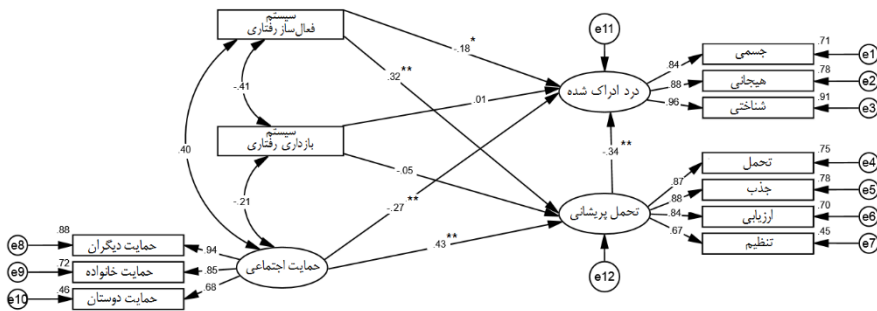 سیستم
فعال‌ساز رفتاری
-.18 *
e11
.71
جسمی
e1
.84
.32 **
درد ادراک شده
.88
.78
هیجانی
e2
-.41
.01
.96
.91
شناختی
e3
سیستم
بازداری رفتاری
.40
-.34 **
.75
تحمل
e4
-.05
.87
.78
جذب
e5
-.21
-.27 **
تحمل پریشانی
.88
.84
.70
ارزیابی
e6
.43 **
.67
.45
تنظیم
e7
e8
.88
حمایت دیگران
.94
حمایت اجتماعی
e12
e9
.72
حمایت خانواده
.85
e10
.46
حمایت دوستان
.68